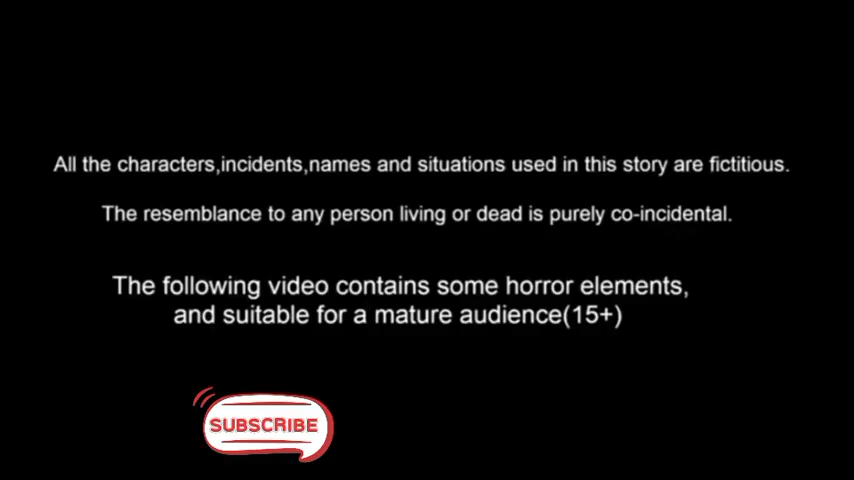 All the characters,incidents,names and situations used in this story are fictitious.
The resemblance to any person living or dead is purely co-incidental.
The following video contains some horror elements,
and suitable for a mature audience(15+)
SUBSCRIBE